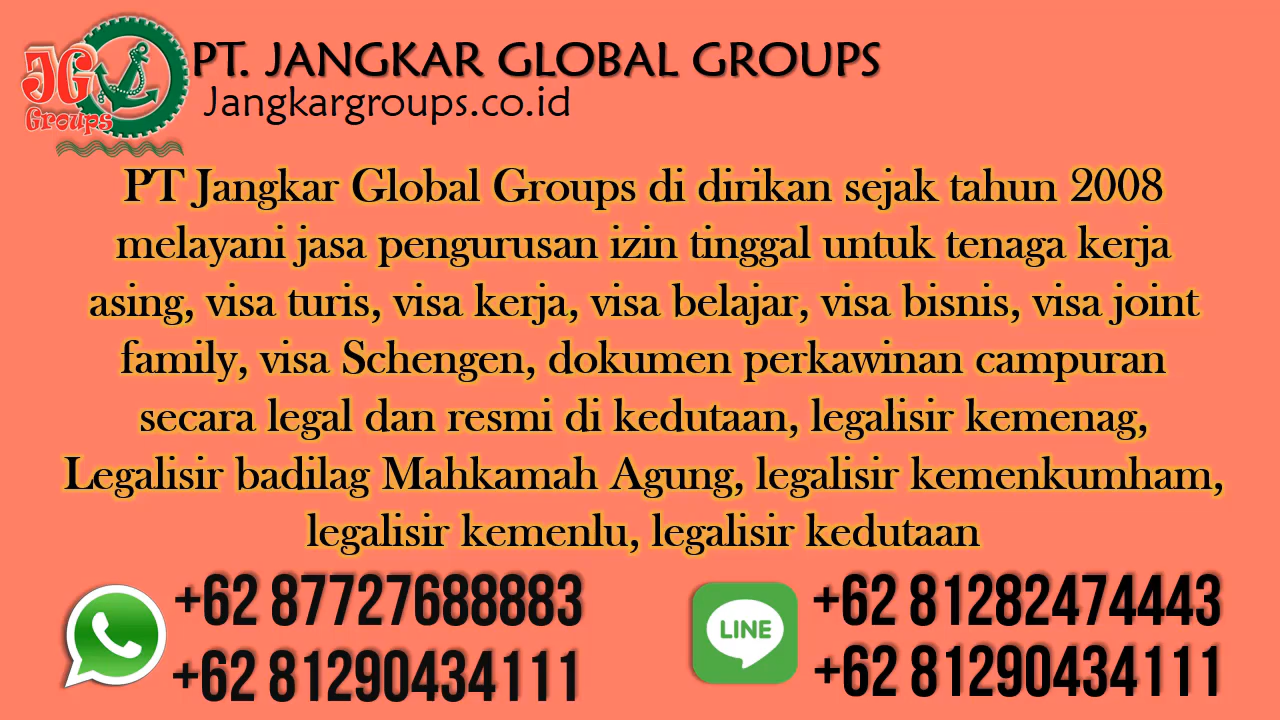 JG
Groups
PT. JANGKAR GLOBAL GROUPS
Jangkargroups.co.id
PT Jangkar Global Groups di dirikan sejak tahun 2008
melayani jasa pengurusan izin tinggal untuk tenaga kerja
asing, visa turis, visa kerja, visa belajar, visa bisnis, visa joint
family, visa Schengen, dokumen perkawinan campuran
secara legal dan resmi di kedutaan, legalisir kemenag,
Legalisir badilag Mahkamah Agung, legalisir kemenkumham,
legalisir kemenlu, legalisir kedutaan
+62 87727688883
+62 81290434111
LINE
+62 81282474443
+62 81290434111